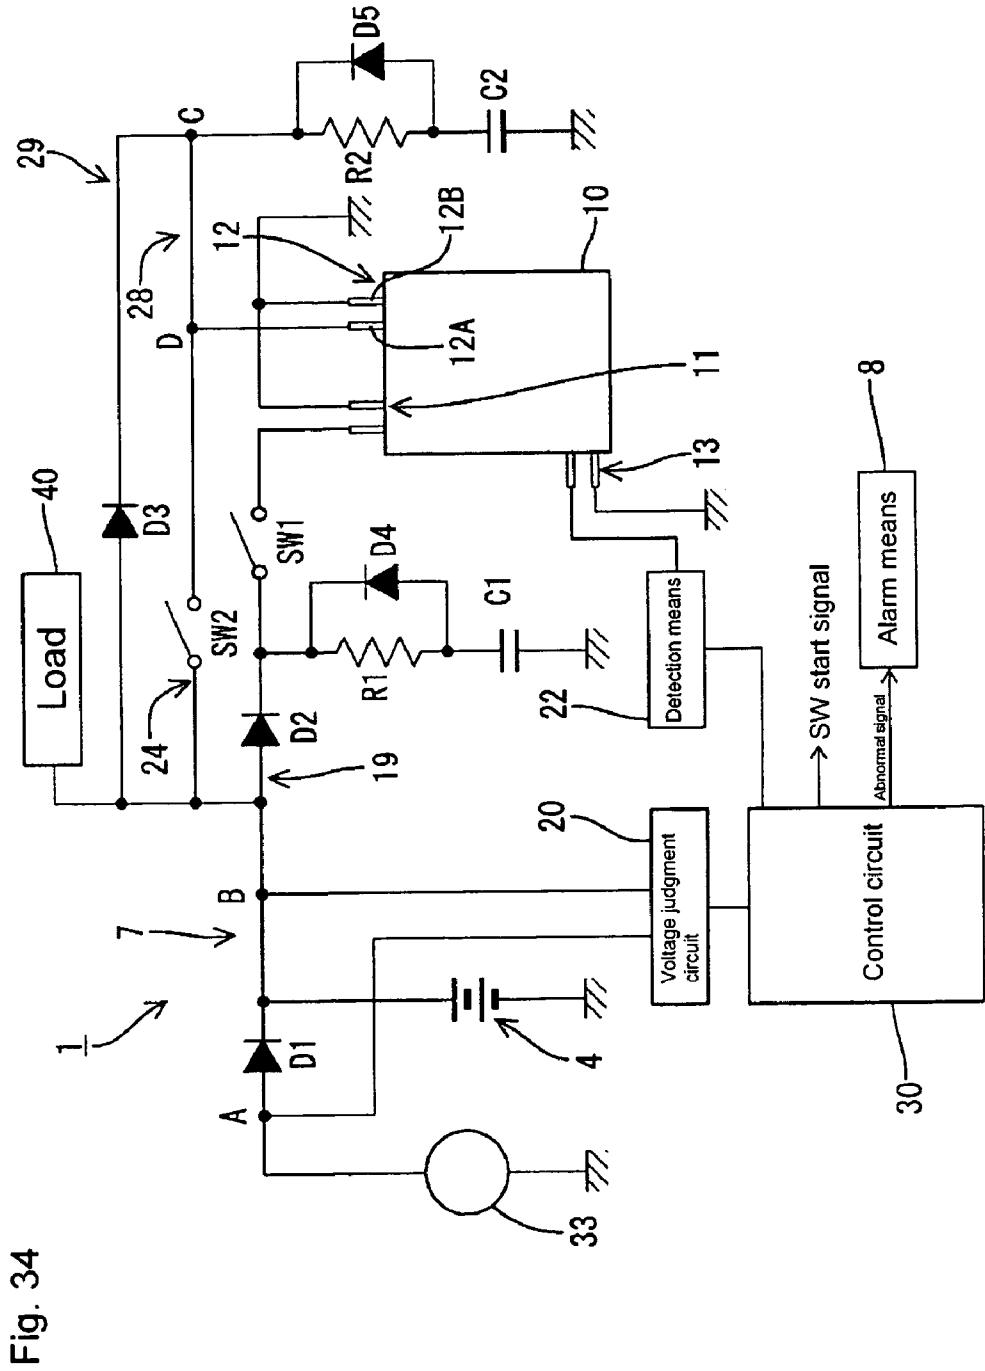 Fig. 34
1
7
A
B
D1
D2
33
4
19
24
Load
40
D3
SW2
SW1
28
29
D
C
R1
D4
C1
R2
D5
C2
12
12B
12A
11
10
13
22
Detection means
20
Voltage judgment
circuit
30
Control circuit
SW start signal
Abnormal signal
Alarm means
8